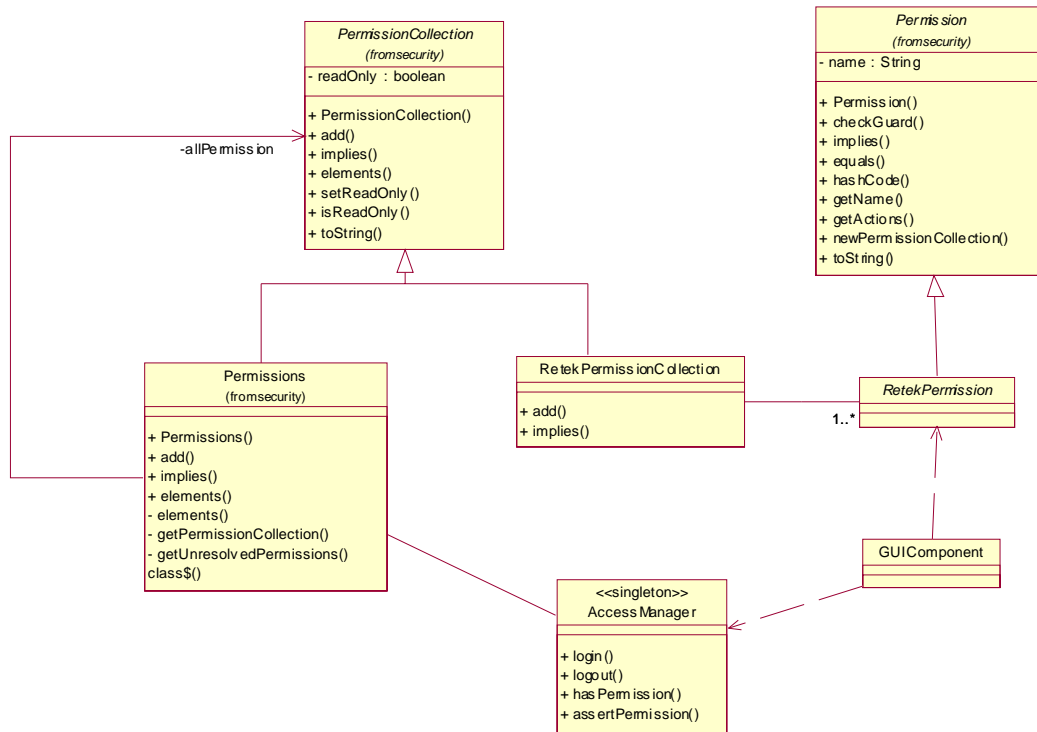 PermissionCollection
(fromsecurity)
- readOnly : boolean
+ PermissionCollection()
+ add()
+ implies()
+ elements()
+ setReadOnly()
+ isReadOnly()
+ toString()
Permission
(fromsecurity)
- name : String
+ Permission()
+ checkGuard()
+ implies()
+ equals()
+ hashCode()
+ getName()
+ getActions()
+ newPermissionCollection()
+ toString()
-allPermission
Permissions
(fromsecurity)
+ Permissions()
+ add()
+ implies()
+ elements()
- elements()
- getPermissionCollection()
- getUnresolvedPermissions()
class$()
RetekPermissionCollection
+ add()
+ implies()
1..*
RetekPermission
GUIComponent
<<singleton>>
AccessManager
+ login()
+ logout()
+ hasPermission()
+ assertPermission()